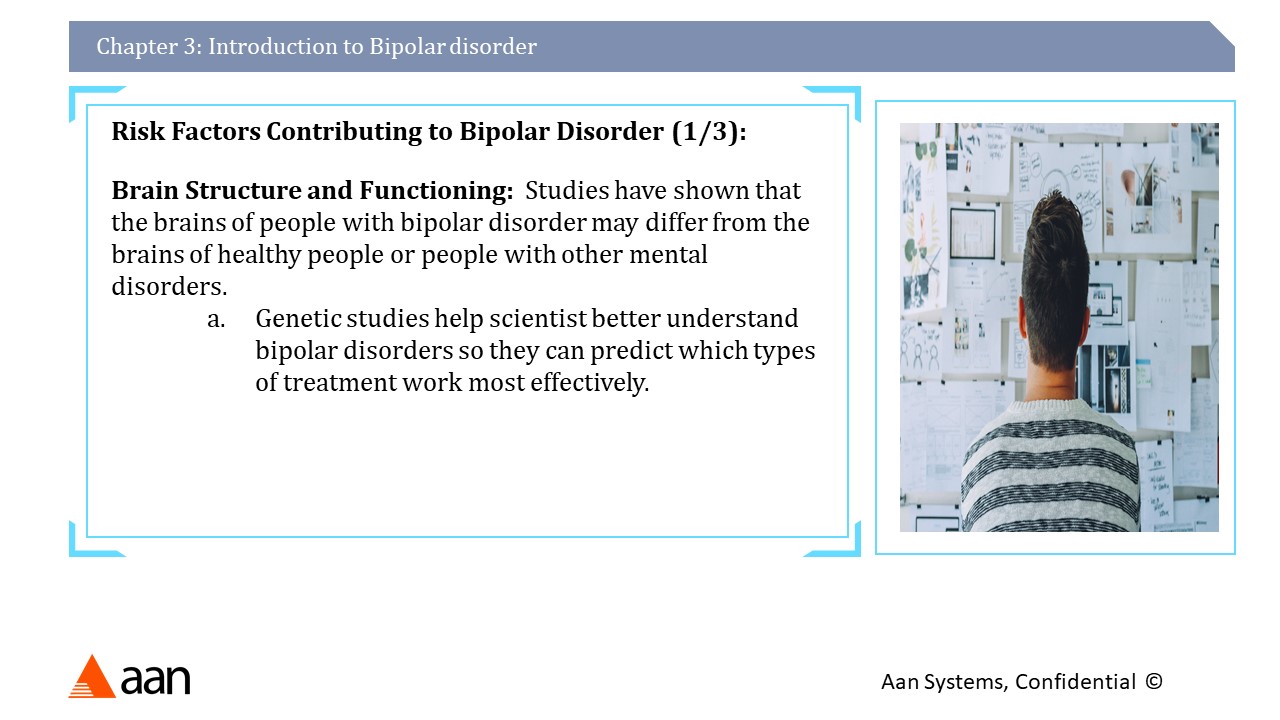 Chapter 3: Introduction to Bipolar disorder
Risk Factors Contributing to Bipolar Disorder (1/3):
Brain Structure and Functioning: Studies have shown that
the brains of people with bipolar disorder may differ from the
brains of healthy people or people with other mental
disorders.
a. Genetic studies help scientist better understand
bipolar disorders so they can predict which types
of treatment work most effectively.
aan
Aan Systems, Confidential ©